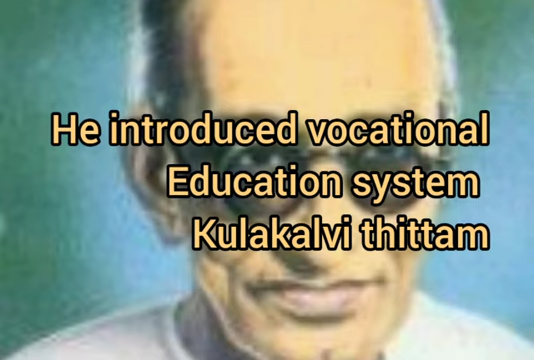 He introduced vocational
Education system
Kulakalvi thittam